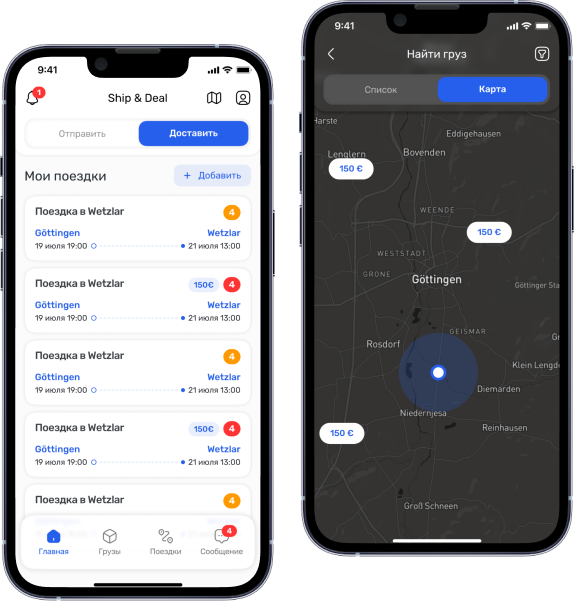 9:41
1
Ship & Deal
Отправить
Доставить
Мои поездки
+ Добавить
Поездка в Wetzlar
4
Göttingen
Wetzlar
19 июля 19:00
21 июля 13:00
Поездка в Wetzlar
150€
4
Göttingen
Wetzlar
19 июля 19:00
21 июля 13:00
Поездка в Wetzlar
4
Göttingen
Wetzlar
19 июля 19:00
21 июля 13:00
Поездка в Wetzlar
150€
4
Göttingen
Wetzlar
19 июля 19:00
21 июля 13:00
Поездка в Wetzlar
4
4
Главная
Грузы
Поездки
Сообщение
9:41
Найти груз
Список
Карта
Harste
Eddigehausen
Lenglern
Bovenden
150 €
WEENDE
150 €
WESTSTADT
GRONE
Göttingen
Göttinger Sta
GEISMAR
Rosdorf
Gr
Klein Lengd
Diemarden
Niedernjesa
Reinhausen
150 €
Groß Schneen